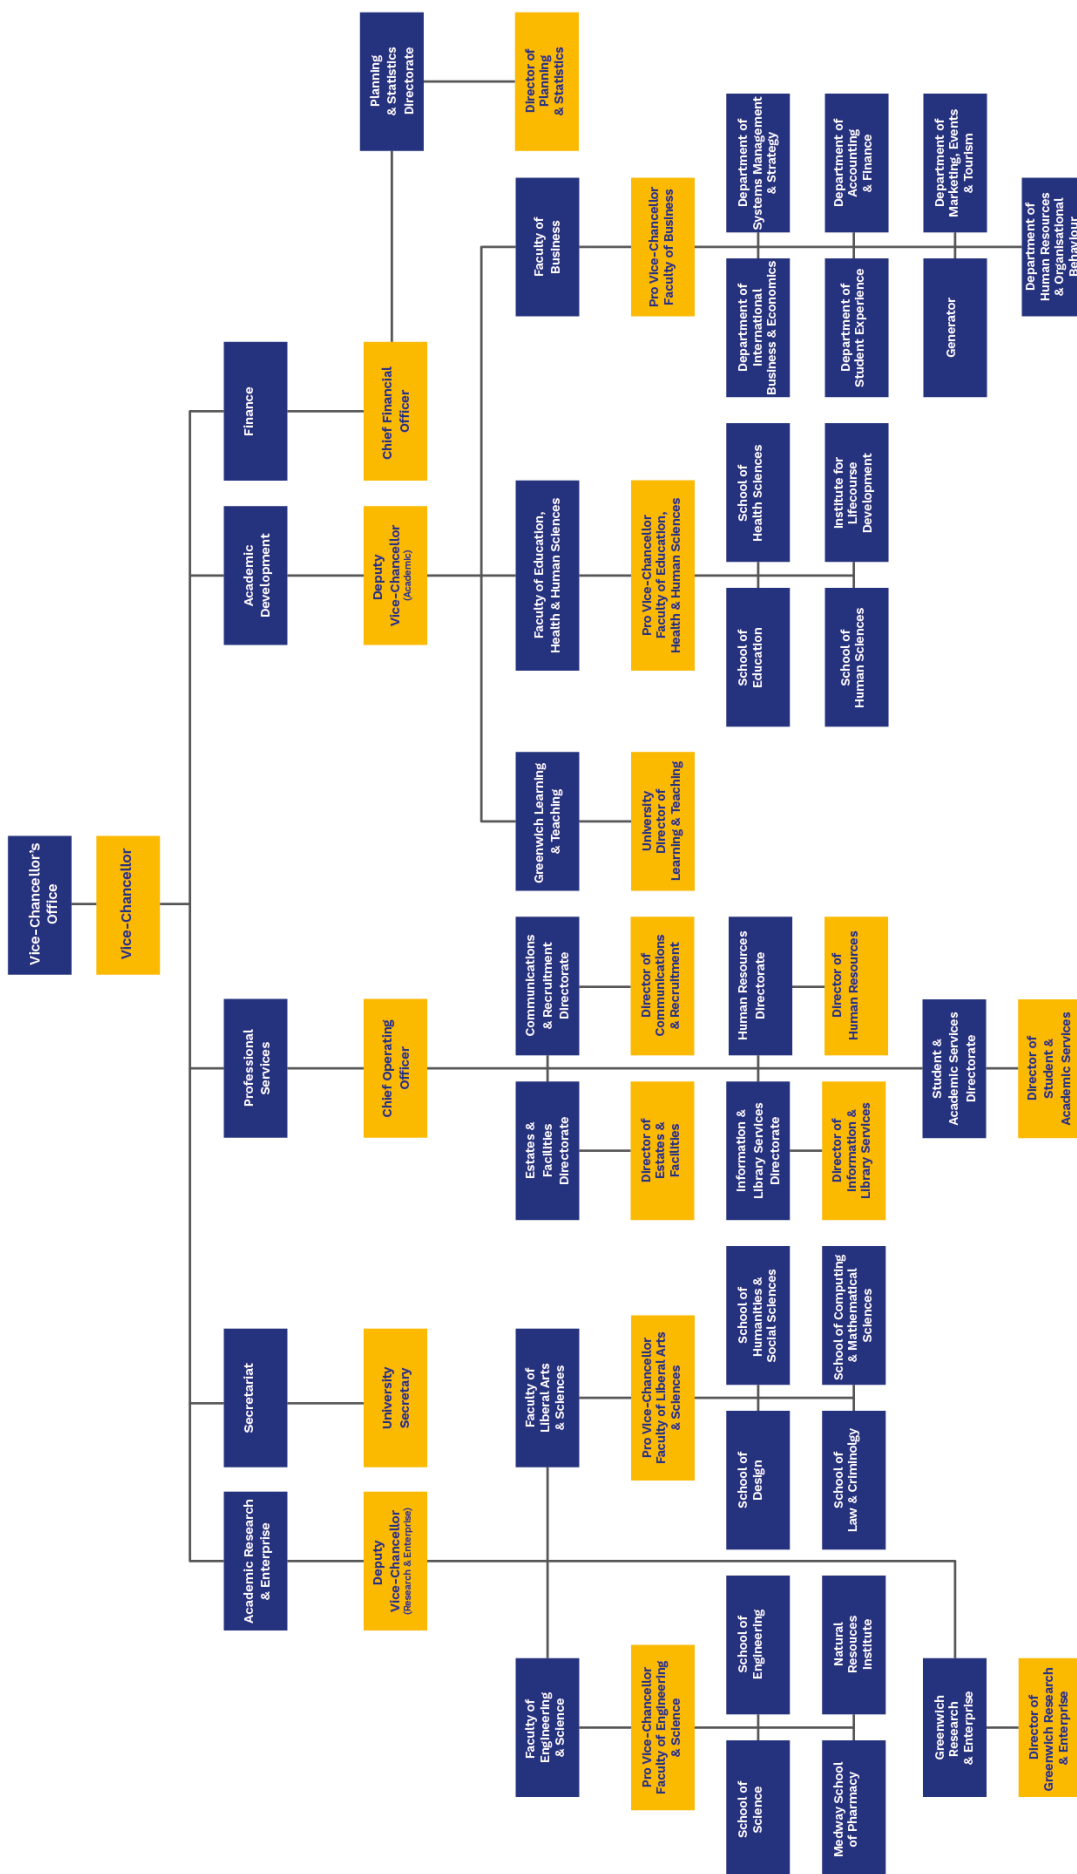 Vice-Chancellor's
Office
Vice-Chancellor
Academic Research
& Enterprise
Deputy
Vice-Chancellor
(Research & Enterprise)
Secretariat
University
Secretary
Professional
Services
Chief Operating
Officer
Academic
Development
Deputy
Vice-Chancellor
(Academic)
Finance
Chief Financial
Officer
Planning
& Statistics
Directorate
Director of
Planning
& Statistics
Faculty of
Engineering
& Science
Pro Vice-Chancellor
Faculty of Engineering
& Science
School of
Science
School of
Engineering
Medway School
of Pharmacy
Natural
Resouces
Institute
Greenwich
Research
& Enterprise
Director of
Greenwich Research
& Enterprise
Faculty of
Liberal Arts
& Sciences
Pro Vice-Chancellor
Faculty of Liberal Arts
& Sciences
School of
Design
School of
Humanities &
Social Sciences
School of
Law & Criminolgy
School of Computing
& Mathematical
Sciences
Estates &
Facilities
Directorate
Director of
Estates &
Facilities
Communications
& Recruitment
Directorate
Director of
Communications
& Recruitment
Information &
Library Services
Directorate
Director of
Information &
Library Services
Human Resources
Directorate
Director of
Human Resources
Student &
Academic Services
Directorate
Director of
Student &
Academic Services
Greenwich Learning
& Teaching
University
Director of
Learning & Teaching
Faculty of Education,
Health & Human Sciences
Pro Vice-Chancellor
Faculty of Education,
Health & Human Sciences
School of
Education
School of
Health Sciences
School of
Human Sciences
Institute for
Lifecourse
Development
Faculty of
Business
Pro Vice-Chancellor
Faculty of Business
Department of
International
Business & Economics
Department of
Systems Management
& Strategy
Department of
Student Experience
Department of
Accounting
& Finance
Generator
Department of
Marketing, Events
& Tourism
Department of
Human Resources
& Organisational
Behaviour